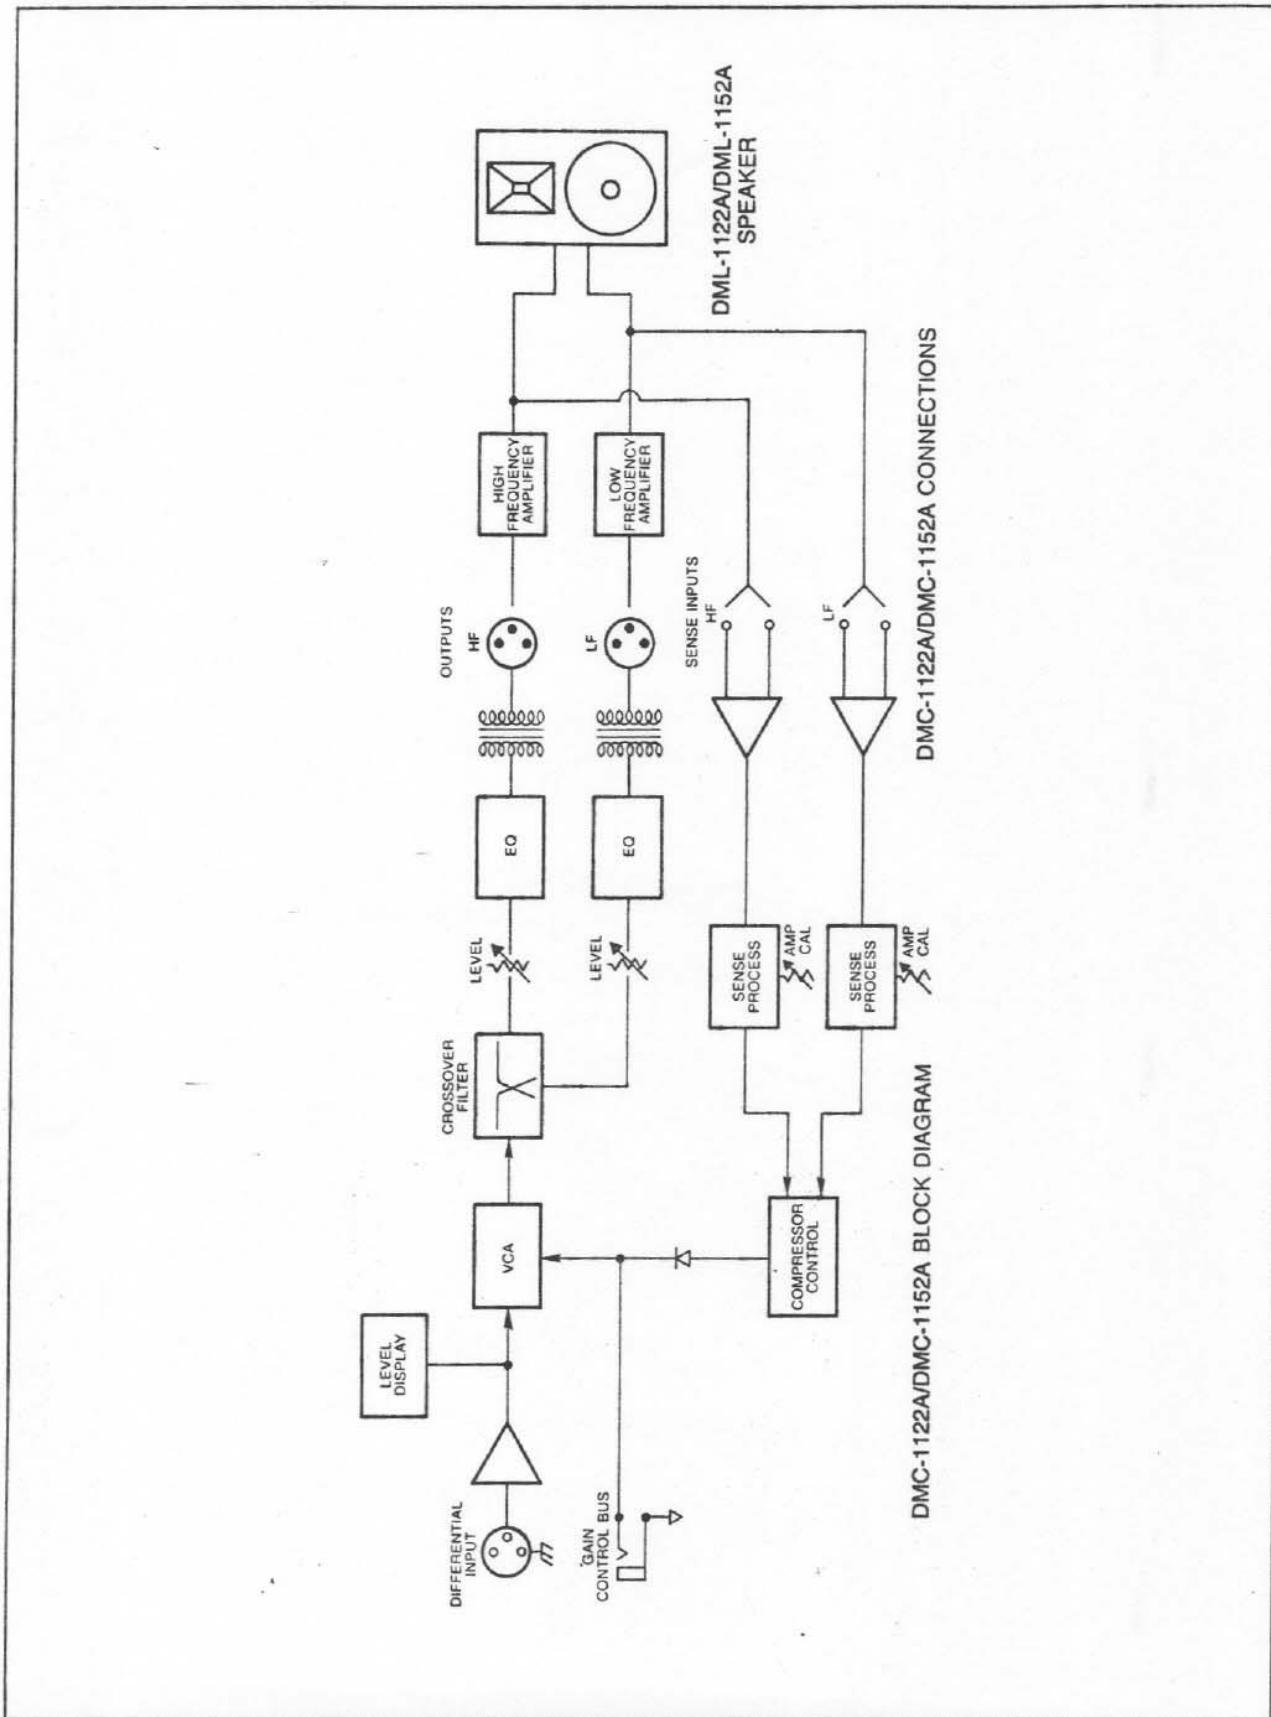 LEVEL
DISPLAY
DIFFERENTIAL
INPUT
VCA
CROSSOVER
FILTER
LEVEL
EQ
OUTPUTS
HF
HIGH
FREQUENCY
AMPLIFIER
LEVEL
EQ
LF
LOW
FREQUENCY
AMPLIFIER
GAIN
CONTROL BUS
SENSE INPUTS
HF
SENSE
PROCESS
AMP
CAL
DML-1122A/DML-1152A
SPEAKER
COMPRESSOR
CONTROL
LF
SENSE
PROCESS
AMP
CAL
DMC-1122A/DMC-1152A BLOCK DIAGRAM
DMC-1122A/DMC-1152A CONNECTIONS